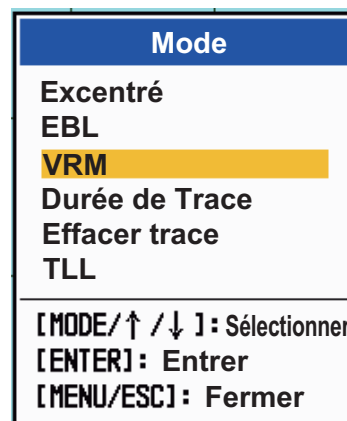 Mode
Excentré
EBL
VRM
Durée de Trace
Effacer trace
TLL
[MODE/↑/↓]: Sélectionner
[ENTER]: Entrer
[MENU/ESC]: Fermer